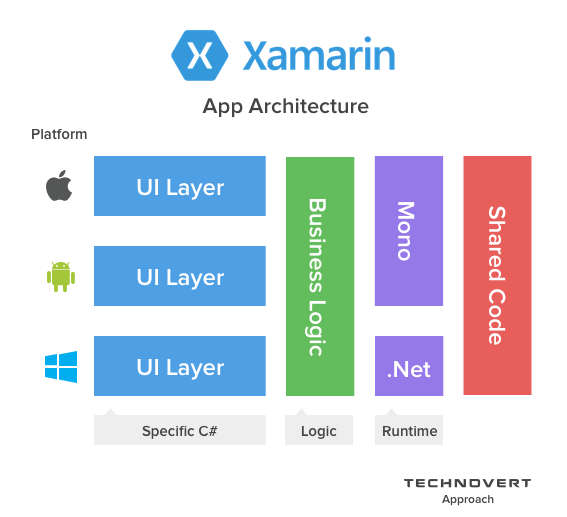 Xamarin
App Architecture
Platform
UI Layer
UI Layer
UI Layer
Business Logic
Mono
.Net
Shared Code
Specific C#
Logic
Runtime
TECHNOVERT
Approach